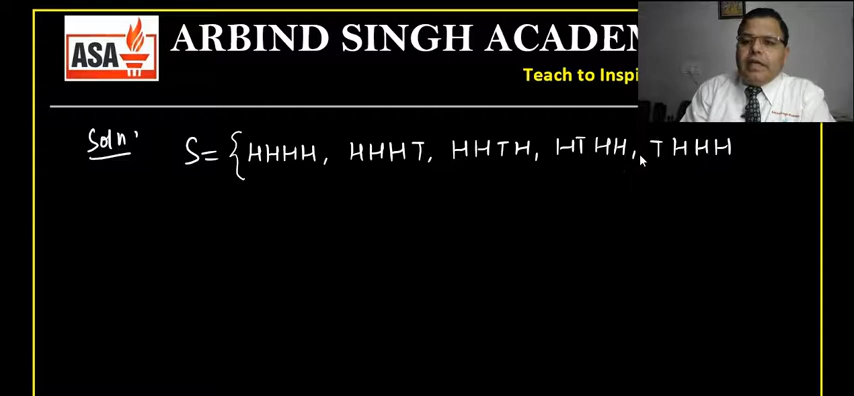 ASA
ARBIND SINGH ACADEM
Teach to Inspi
Soln'
S= { HHHH, HHHT, HHTH, HTHH, THHH